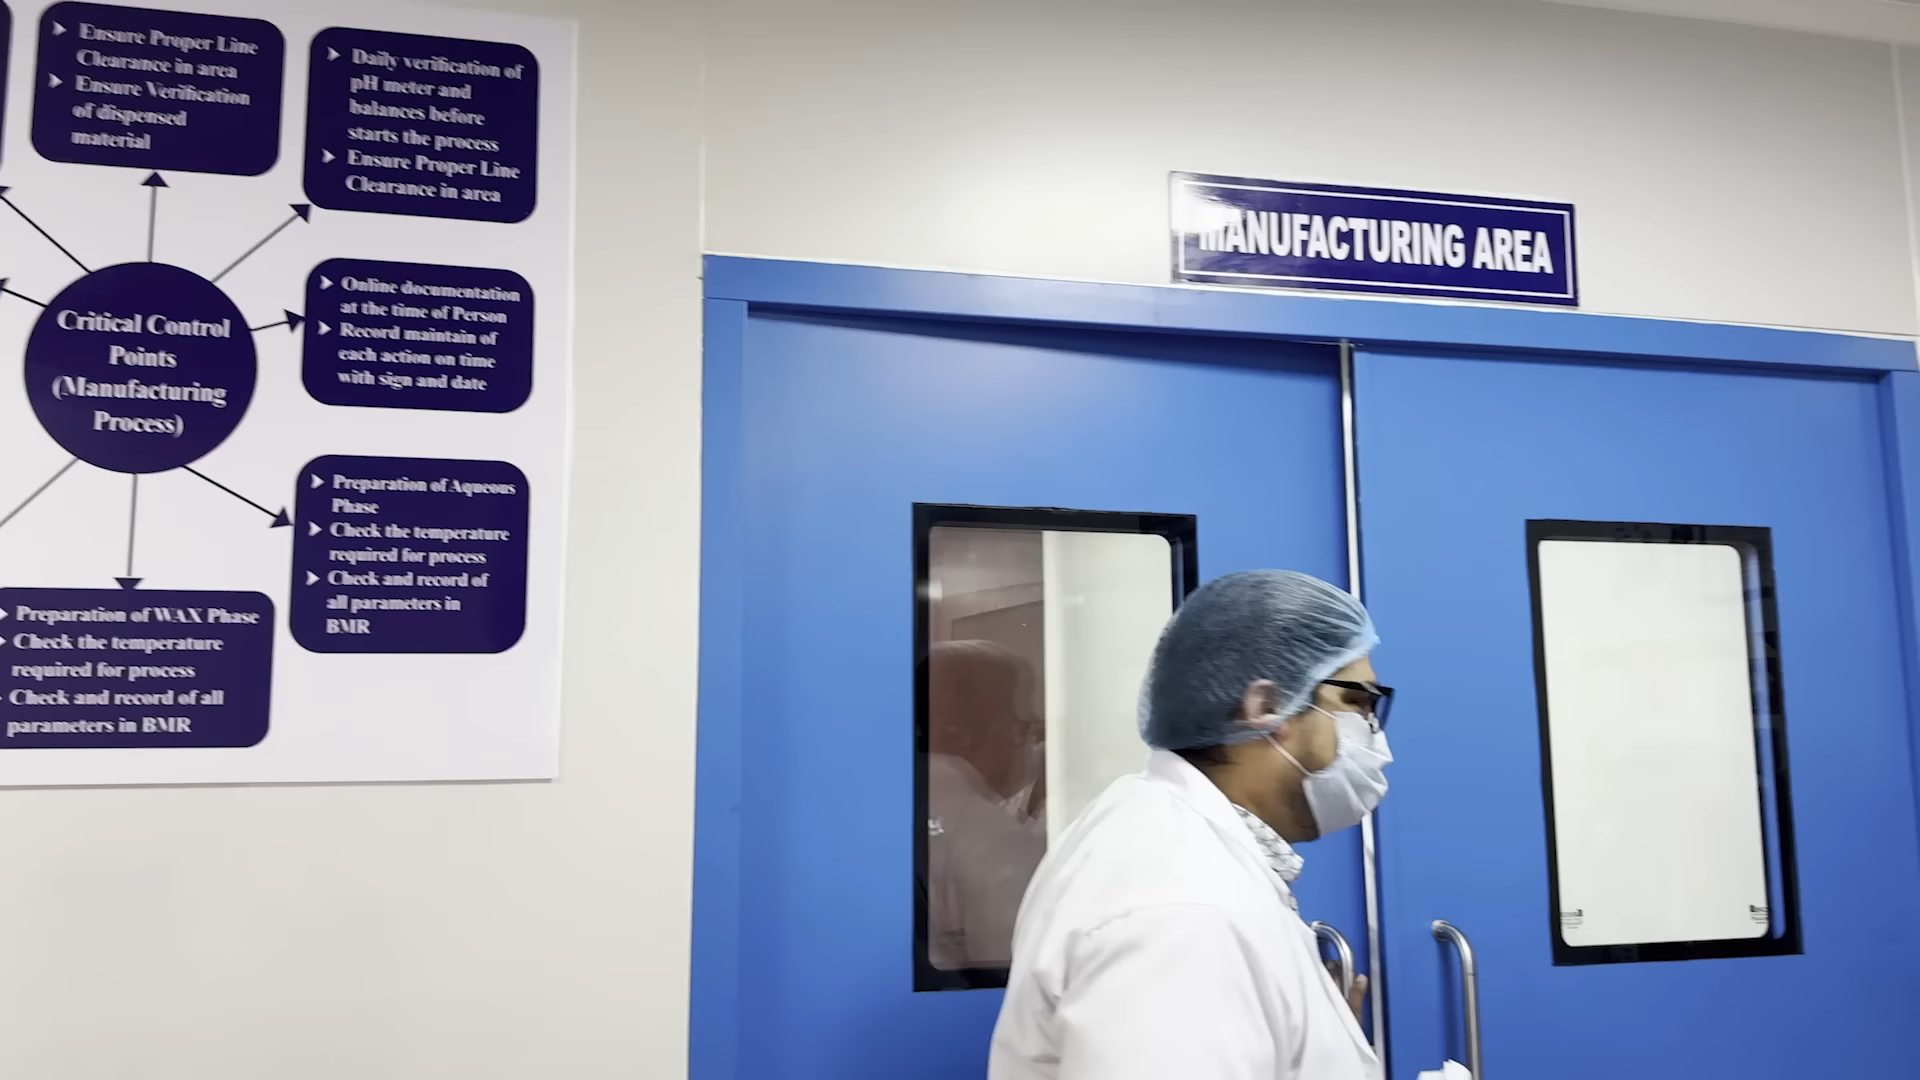 Ensure Proper Line
Clearance in area
Ensure Verification
of dispensed
material
Daily verification of
pH meter and
balances before
starts the process
Ensure Proper Line
Clearance in area
MANUFACTURING AREA
Critical Control
Points
(Manufacturing
Process)
Online documentation
at the time of Person
Record maintain of
each action on time
with sign and date
Preparation of Aqueous
Phase
Check the temperature
required for process
Check and record of
all parameters in
BMR
Preparation of WAX Phase
Check the temperature
required for process
Check and record of all
parameters in BMR